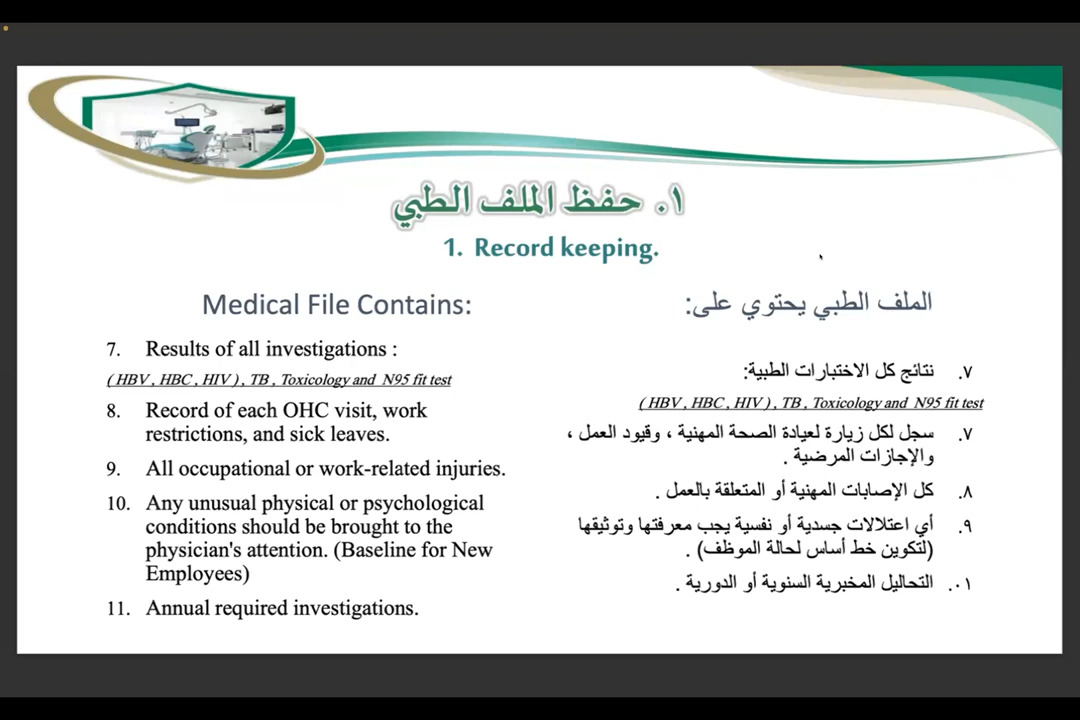 ١. حفظ الملف الطبي
1. Record keeping.
Medical File Contains:
7. Results of all investigations :
( HBV , HBC , HIV ) , TB , Toxicology and N95 fit test
8. Record of each OHC visit, work
restrictions, and sick leaves.
9. All occupational or work-related injuries.
10. Any unusual physical or psychological
conditions should be brought to the
physician's attention. (Baseline for New
Employees)
11. Annual required investigations.
الملف الطبي يحتوي على:
٧. نتائج كل الاختبارات الطبية:
( HBV , HBC , HIV ) , TB , Toxicology and N95 fit test
٧. سجل لكل زيارة لعيادة الصحة المهنية ، وقيود العمل ،
والإجازات المرضية .
٨. كل الإصابات المهنية أو المتعلقة بالعمل .
٩. أي اعتلالات جسدية أو نفسية يجب معرفتها وتوثيقها
(لتكوين خط أساس لحالة الموظف) .
٠١. التحاليل المخبرية السنوية أو الدورية .